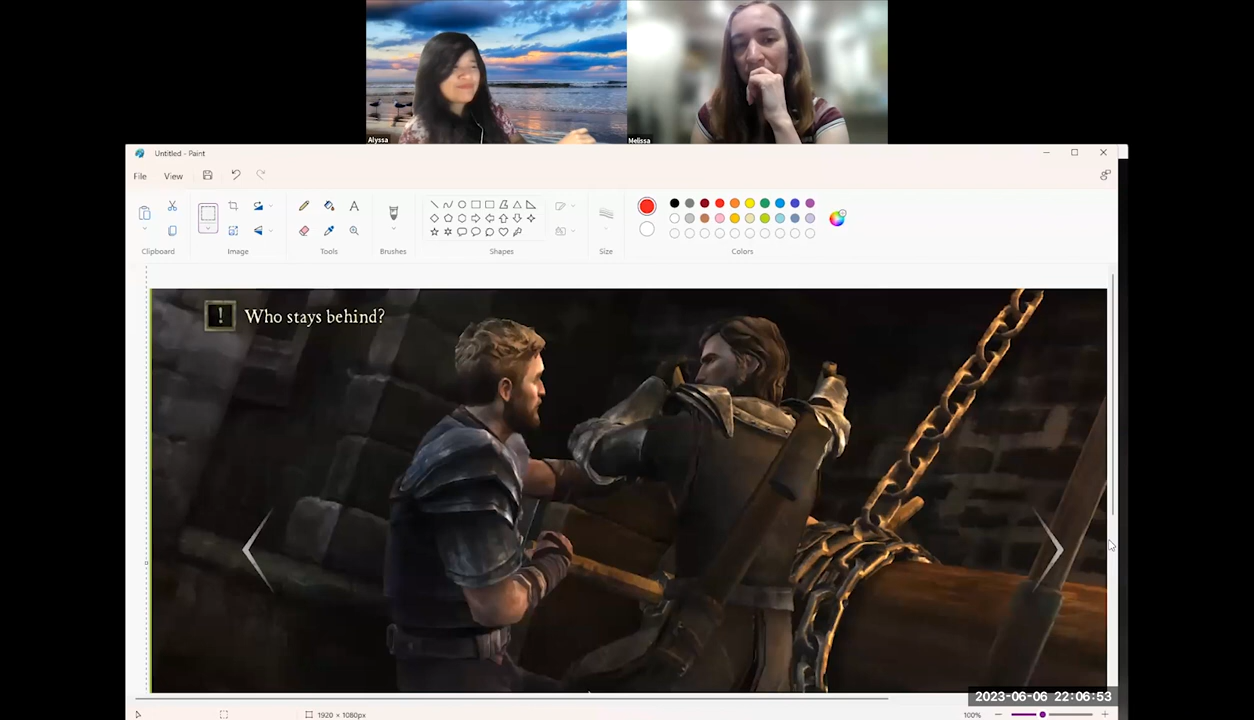 Alyssa
Melissa
Untitled - Paint
File
View
Clipboard
Image
Tools
Brushes
Shapes
Size
Colors
A
! Who stays behind?
2023-06-06 22:06:53
1920 × 1080px
100%